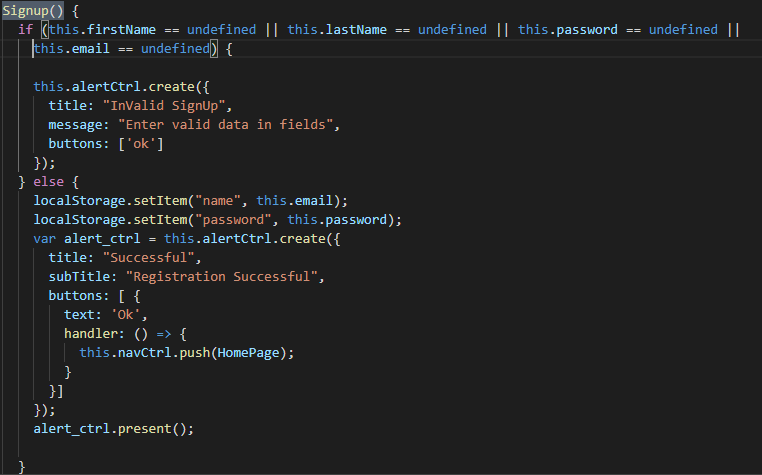 Signup() {
if (this.firstName == undefined || this.lastName == undefined || this.password == undefined ||
this.email == undefined) {
this.alertCtrl.create({
title: "InValid SignUp",
message: "Enter valid data in fields",
buttons: ['ok']
});
} else {
localStorage.setItem("name", this.email);
localStorage.setItem("password", this.password);
var alert_ctrl = this.alertCtrl.create({
title: "Successful",
subTitle: "Registration Successful",
buttons: [ {
text: 'Ok',
handler: () => {
this.navCtrl.push(HomePage);
}
}]
});
alert_ctrl.present();
}